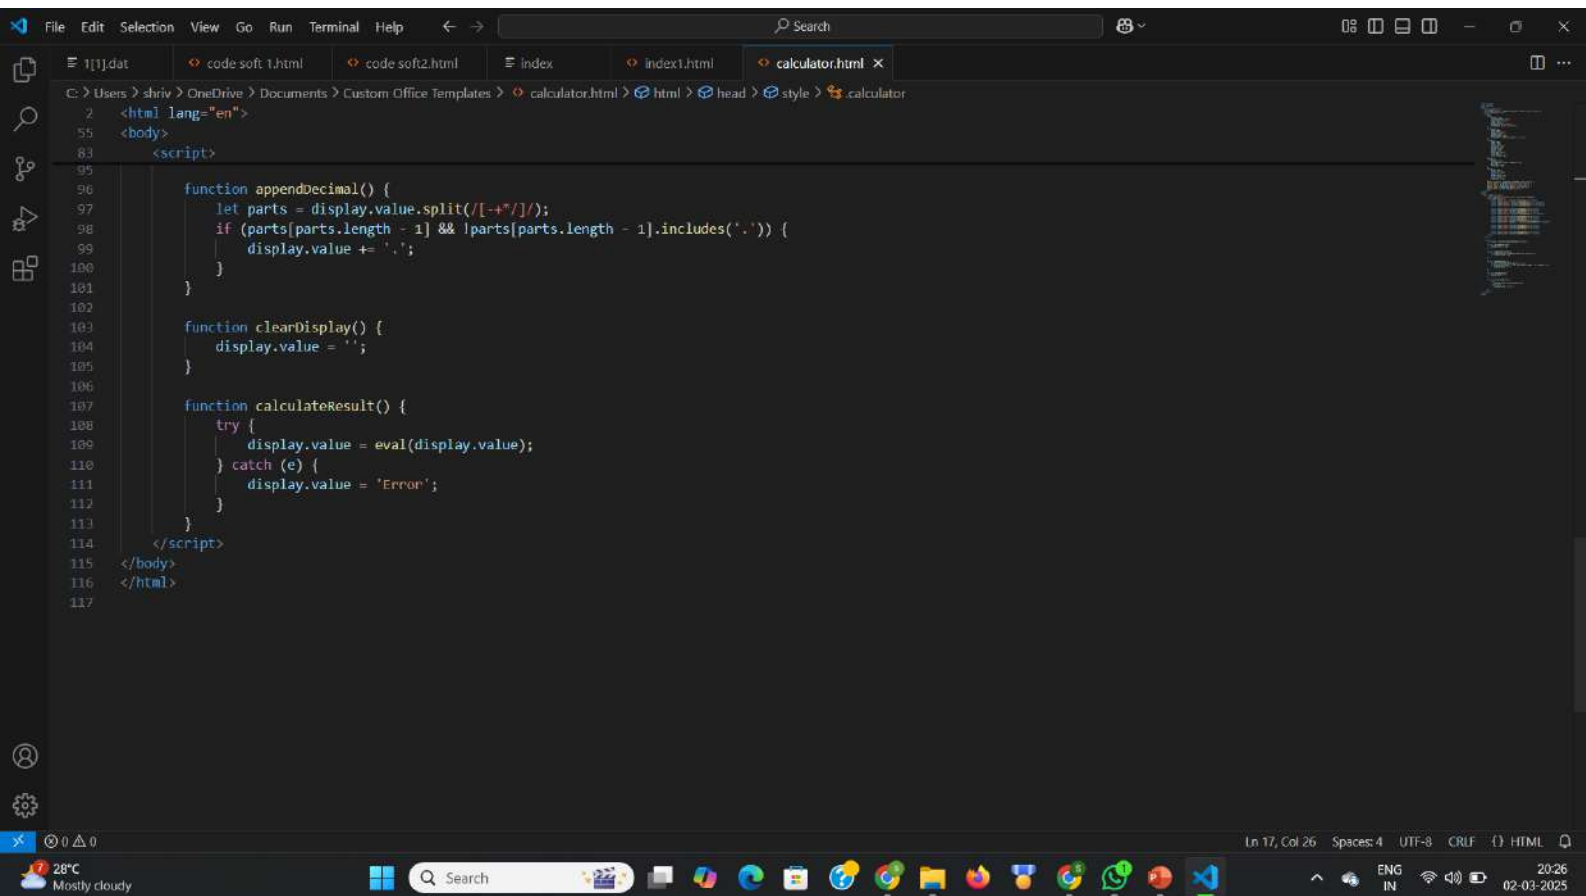 File Edit Selection View Go Run Terminal Help Search
1[1].dat code soft 1.html code soft2.html index index1.html calculator.html
C: > Users > shriv > OneDrive > Documents > Custom Office Templates > calculator.html > html > head > style > .calculator
2 <html lang="en">
55 <body>
83 <script>
95
96 function appendDecimal() {
97 let parts = display.value.split(/[-+*/]/);
98 if (parts[parts.length - 1] && !parts[parts.length - 1].includes('.')) {
99 display.value += '.';
100 }
101 }
102
103 function clearDisplay() {
104 display.value = '';
105 }
106
107 function calculateResult() {
108 try {
109 display.value = eval(display.value);
110 } catch (e) {
111 display.value = 'Error';
112 }
113 }
114 </script>
115 </body>
116 </html>
117
0 0 Ln 17, Col 26 Spaces: 4 UTF-8 CRLF {} HTML
28°C Search ENG 20:26
Mostly cloudy IN 02-03-2025